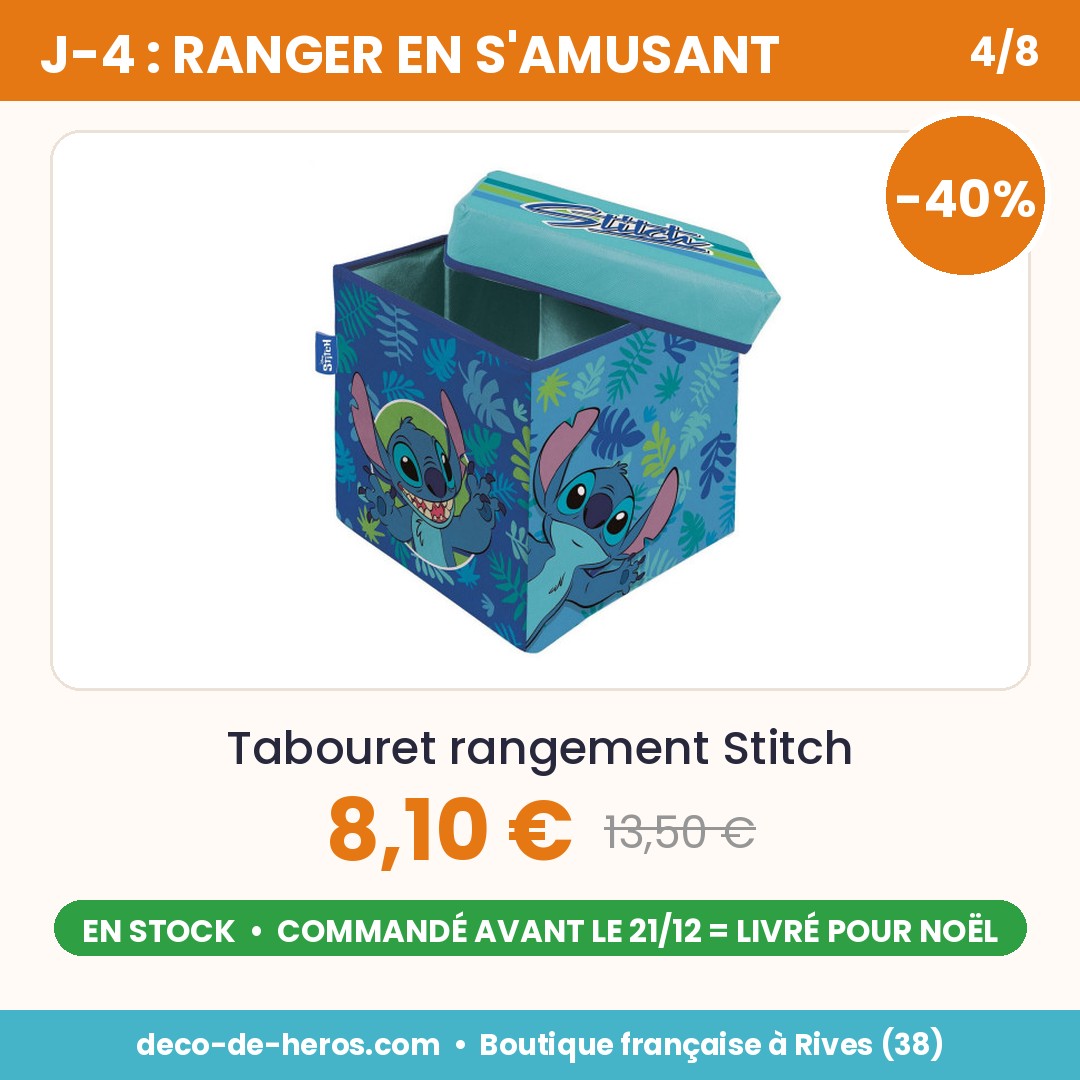 J-4 : RANGER EN S'AMUSANT
4/8
-40%
Stitch
Stitch
Tabouret rangement Stitch
8,10 € 13,50 €
EN STOCK • COMMANDÉ AVANT LE 21/12 = LIVRÉ POUR NOËL
deco-de-heros.com • Boutique française à Rives (38)